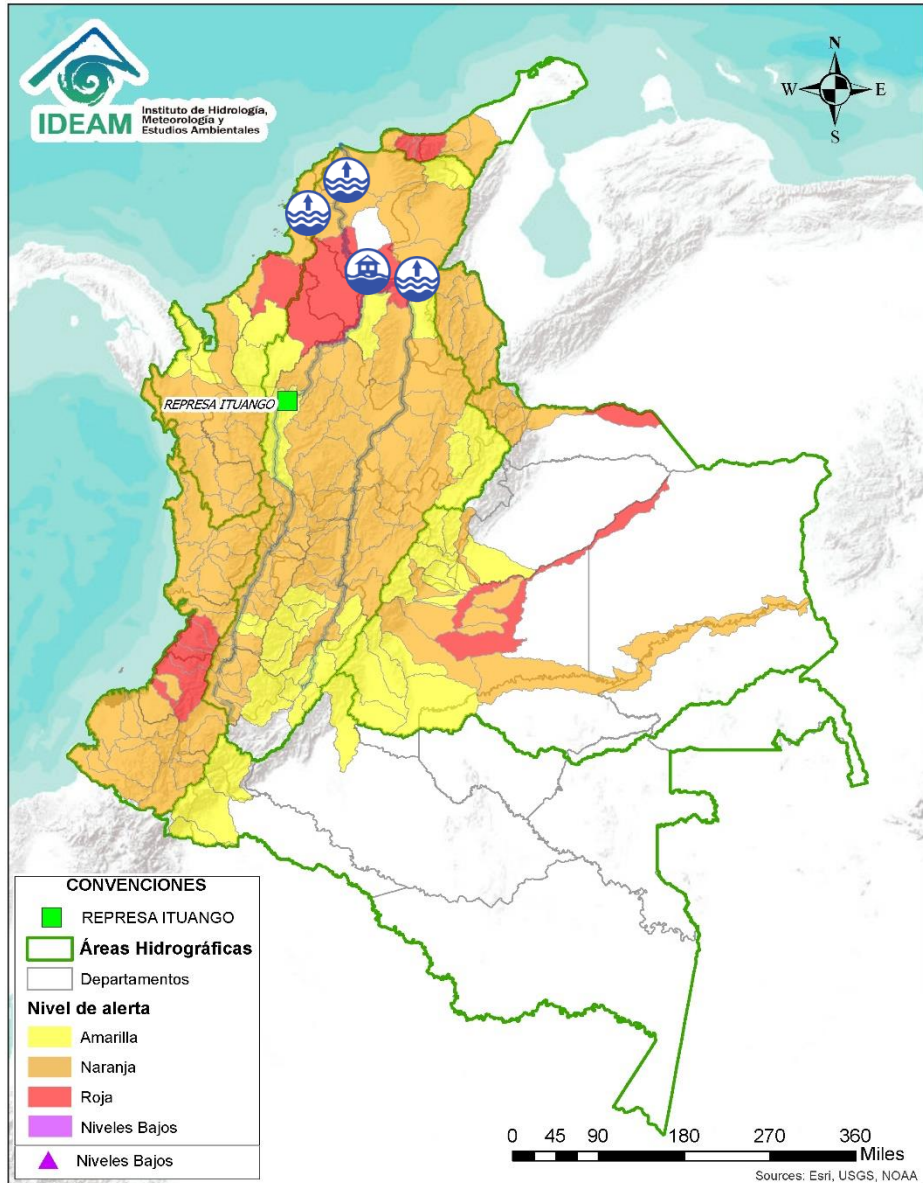 IDEAM
Instituto de Hidrología,
Meteorología y
Estudios Ambientales
N
W
E
S
REPRESA ITUANGO
CONVENCIONES
REPRESA ITUANGO
Áreas Hidrográficas
Departamentos
Nivel de alerta
Amarilla
Naranja
Roja
Niveles Bajos
Niveles Bajos
0 45 90 180 270 360
Miles
Sources: Esri, USGS, NOAA